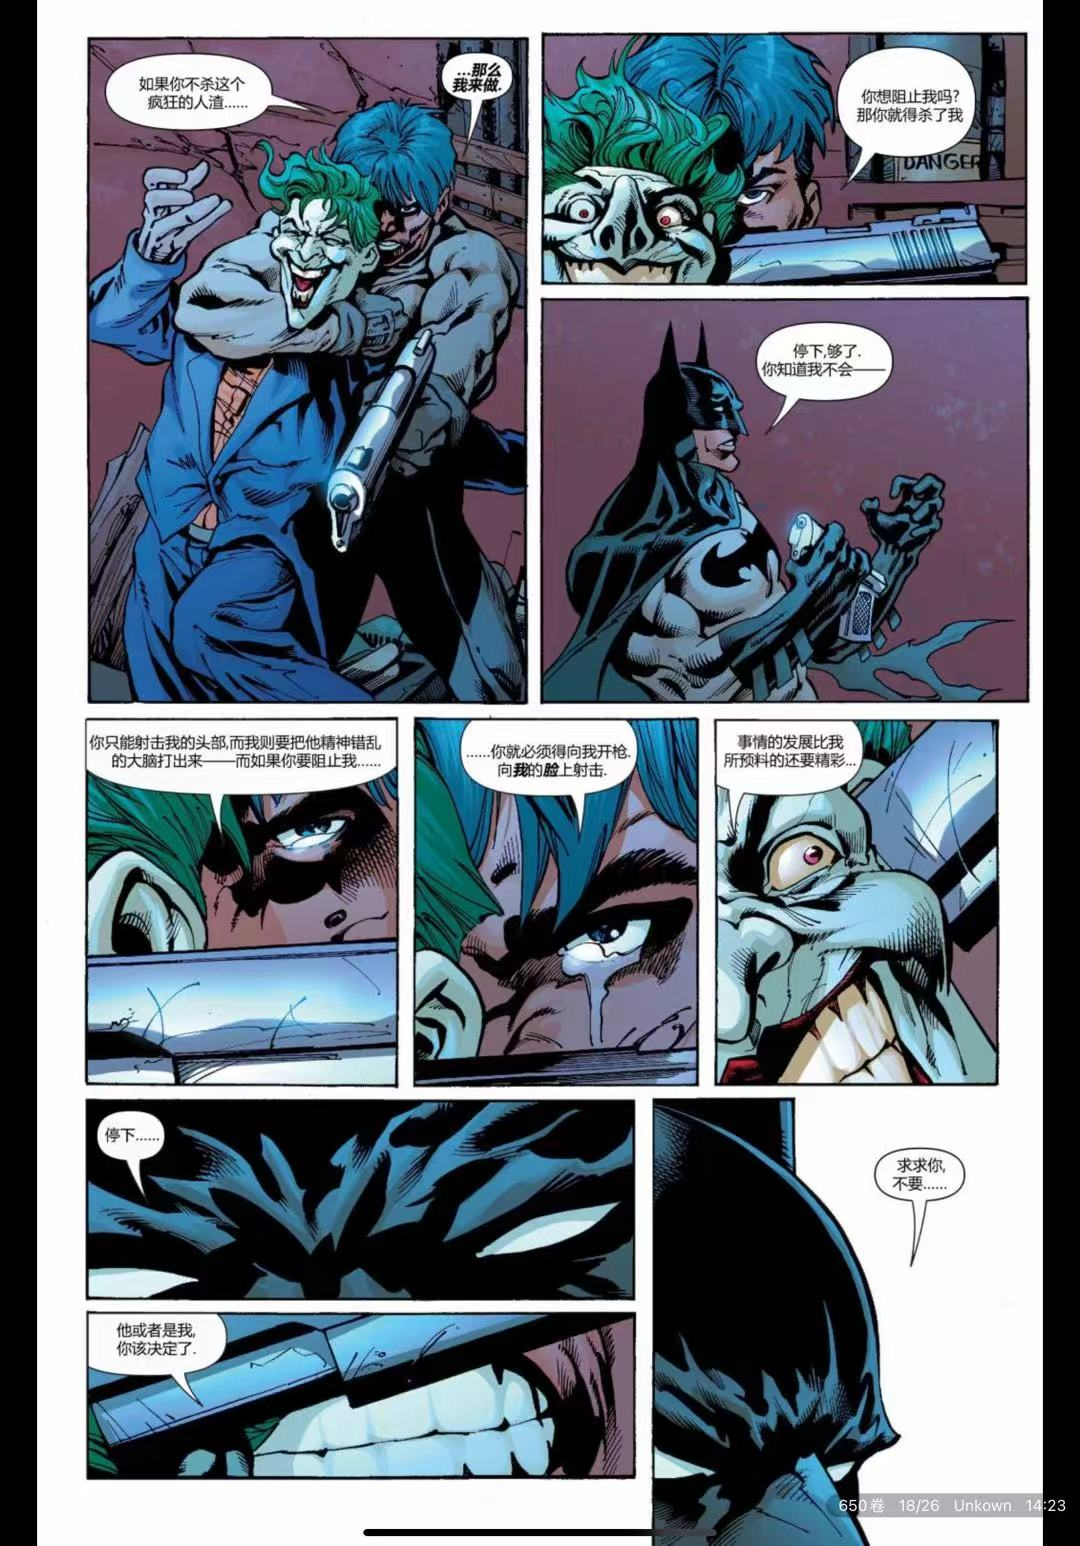 如果你不杀这个
疯狂的人渣……
...那么
我来做.
你想阻止我吗?
那你就得杀了我
DANGER
停下,够了.
你知道我不会——
你只能射击我的头部,而我则要把他精神错乱
的大脑打出来——而如果你要阻止我……
……你就必须得向我开枪.
向我的脸上射击.
事情的发展比我
所预料的还要精彩...
停下……
求求你,
不要……
他或者是我,
你该决定了.
650卷 18/26 Unkown 14:23